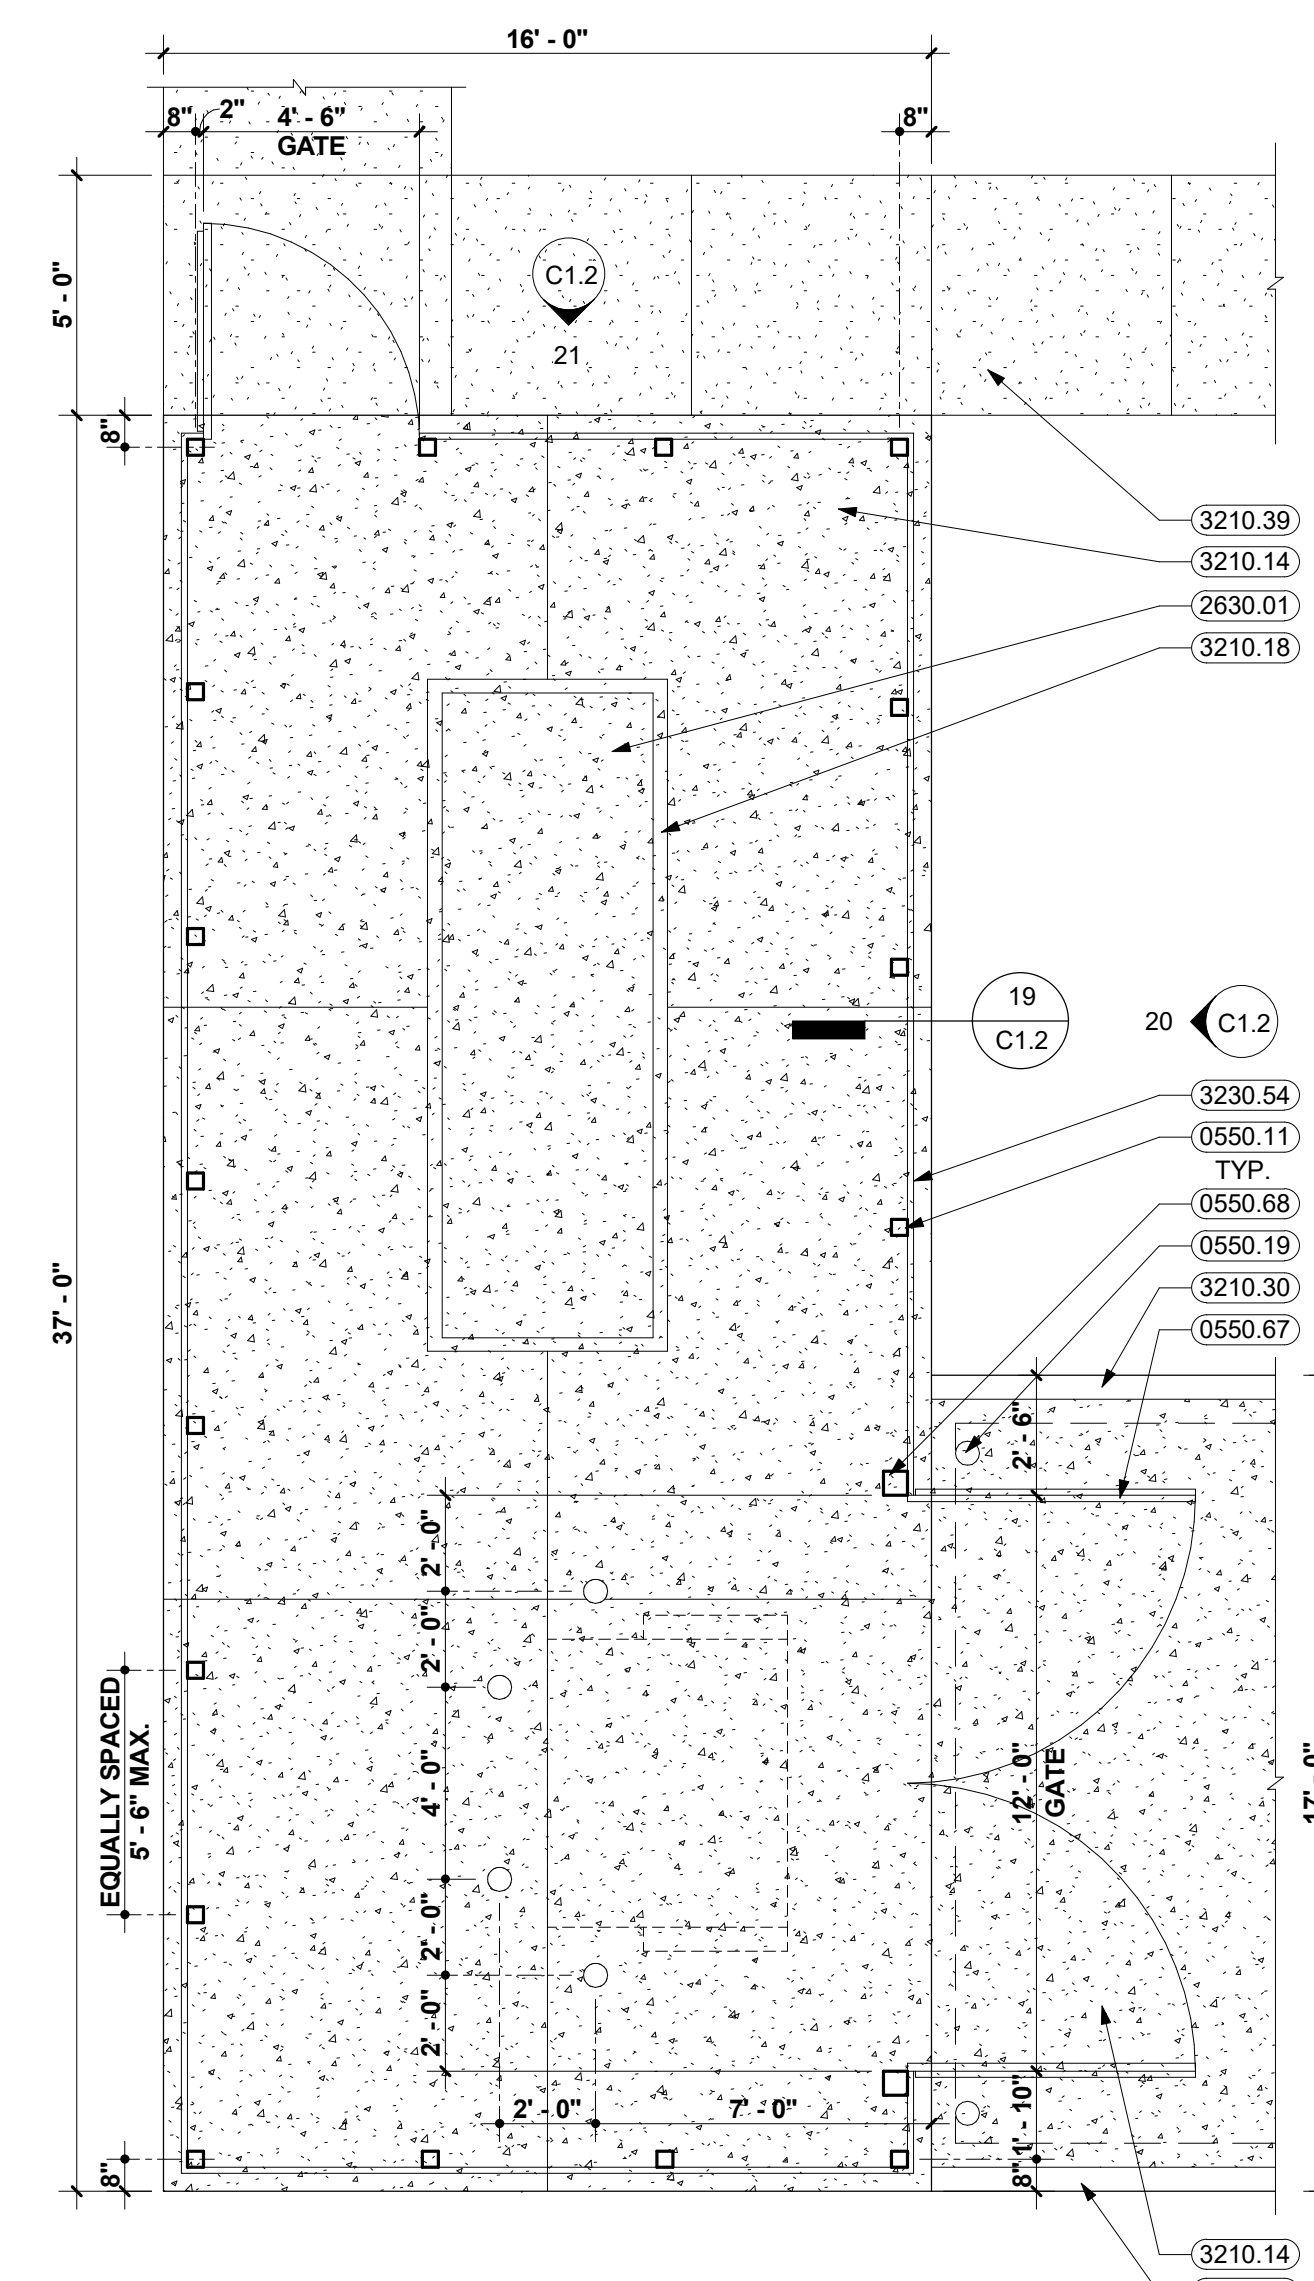 16' - 0"
8"
2"
4' - 6"
GATE
8"
5' - 0"
C1.2
21
8"
3210.39
3210.14
2630.01
3210.18
19
C1.2
20
C1.2
3230.54
0550.11
TYP.
0550.68
0550.19
3210.30
0550.67
37' - 0"
2' - 6"
2' - 0"
2' - 0"
EQUALLY SPACED
5' - 6" MAX.
4' - 0"
12' - 0"
GATE
17' - 0"
2' - 0"
2' - 0"
2' - 0"
7' - 0"
1' - 10"
8"
8"
3210.14